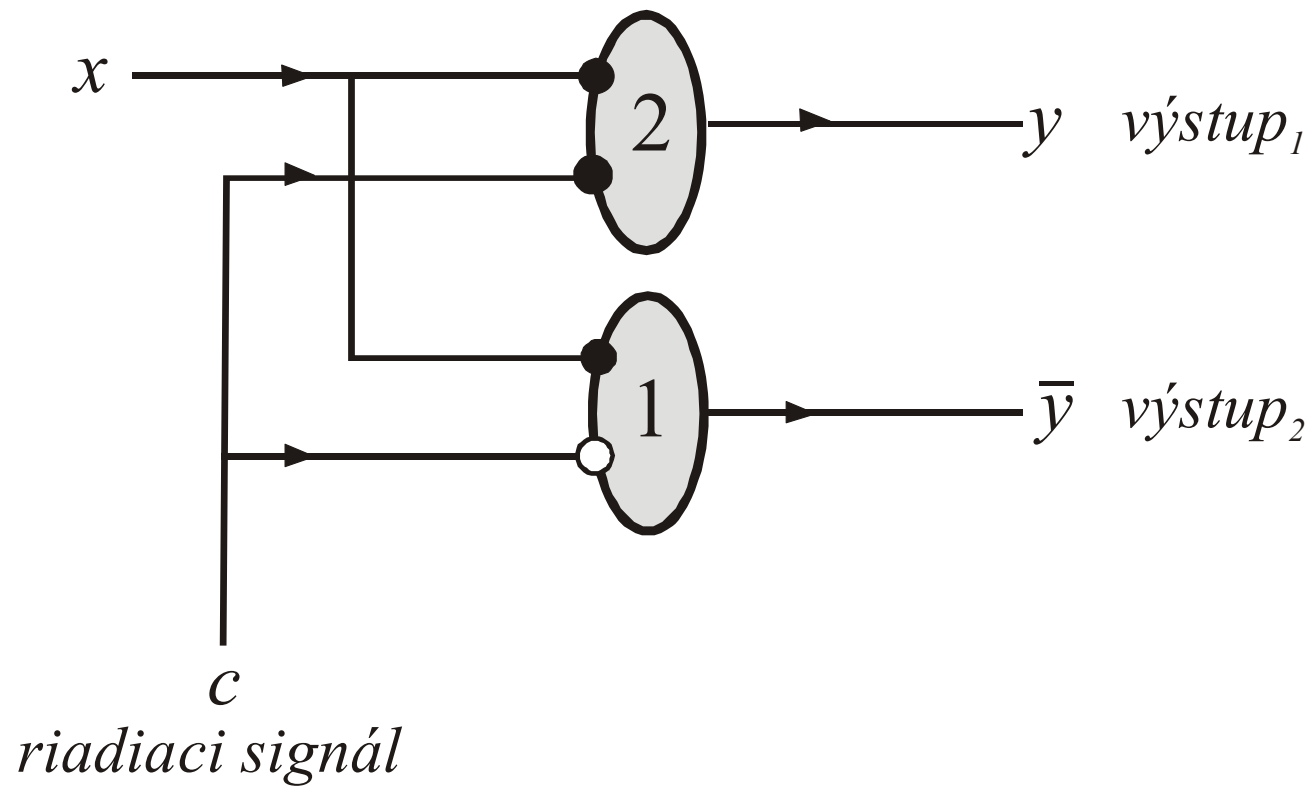 x
2
y výstup₁
1
y̅ výstup₂
c
riadiaci signál